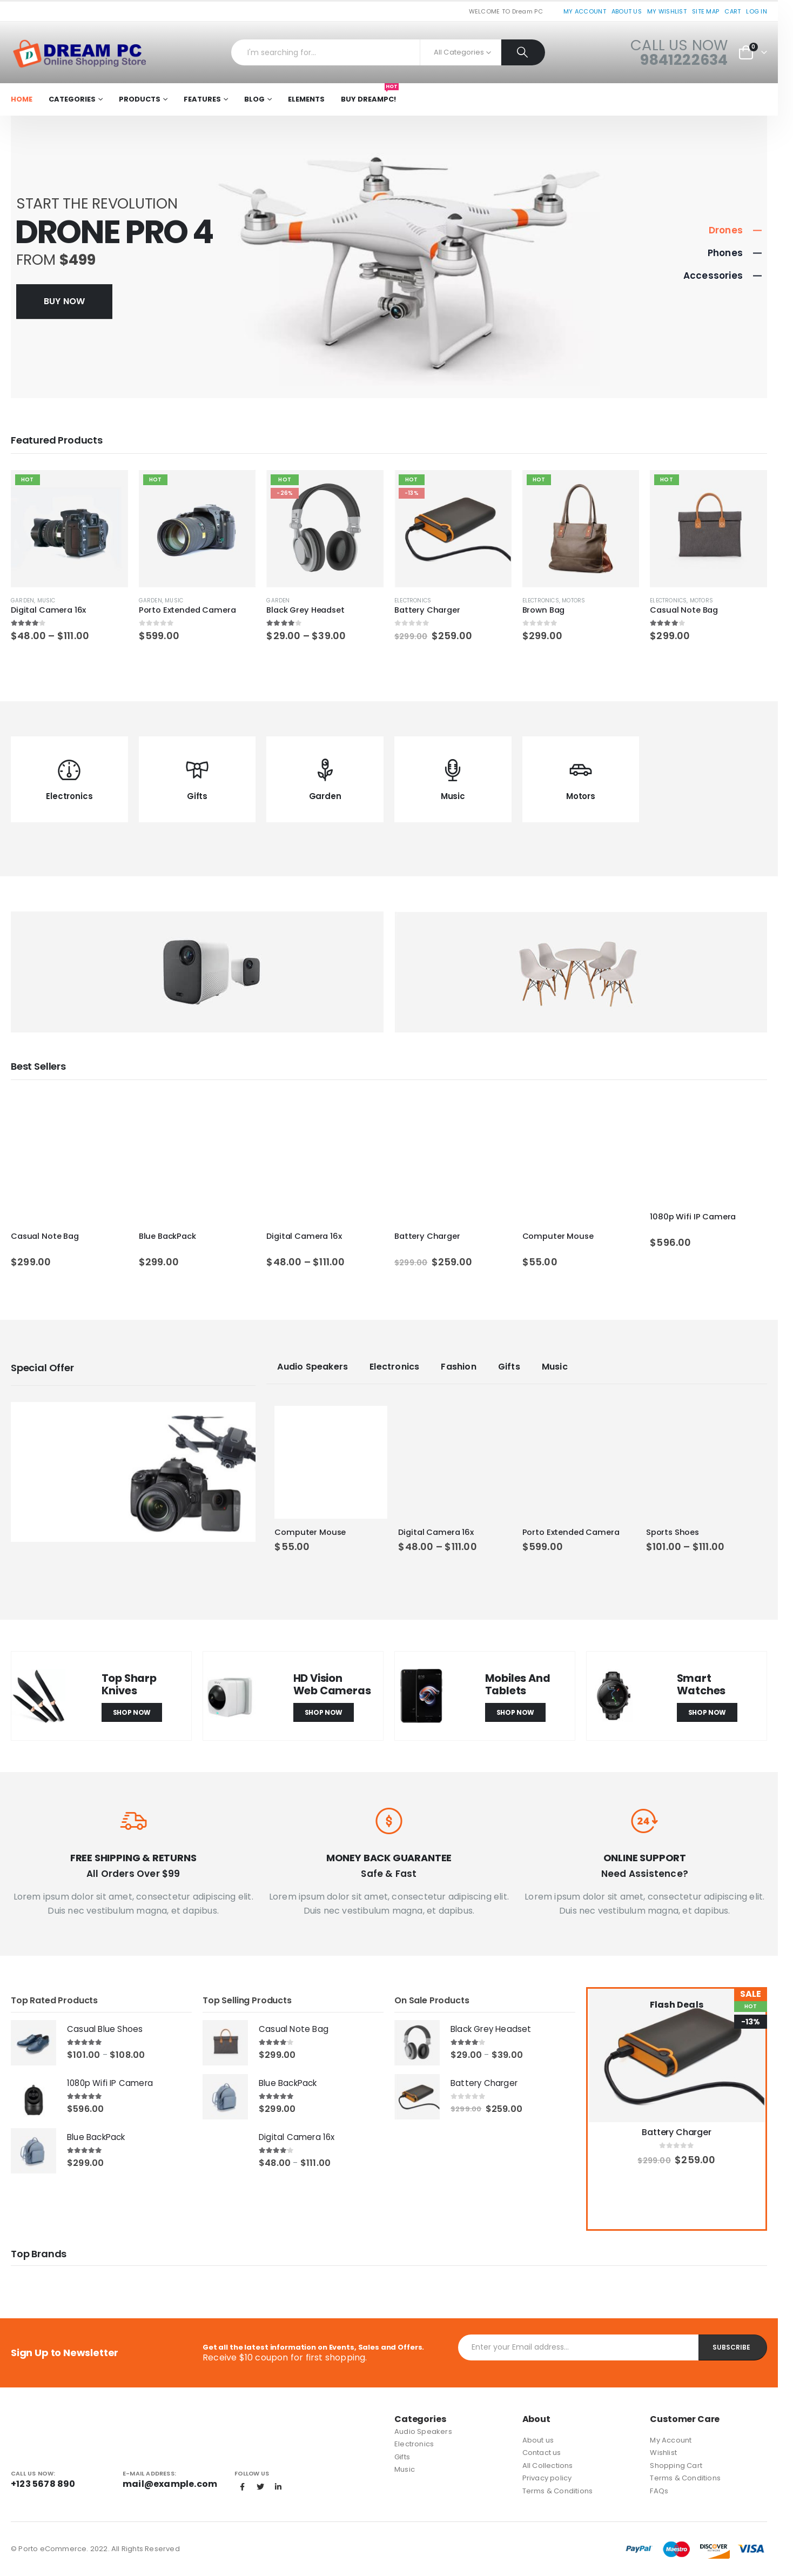 WELCOME TO Dream PC MY ACCOUNT ABOUT US MY WISHLIST SITE MAP CART LOG IN
DREAM PC
Online Shopping Store
I'm searching for...
All Categories
CALL US NOW
9841222634
0
HOT
HOME CATEGORIES PRODUCTS FEATURES BLOG ELEMENTS BUY DREAMPC!
START THE REVOLUTION
DRONE PRO 4
FROM $499
BUY NOW
Drones
Phones
Accessories
Featured Products
HOT HOT HOT HOT HOT HOT
-26% -13%
GARDEN, MUSIC GARDEN, MUSIC GARDEN ELECTRONICS ELECTRONICS, MOTORS ELECTRONICS, MOTORS
Digital Camera 16x Porto Extended Camera Black Grey Headset Battery Charger Brown Bag Casual Note Bag
$48.00 – $111.00 $599.00 $29.00 – $39.00 $299.00 $259.00 $299.00 $299.00
Electronics Gifts Garden Music Motors
Best Sellers
Casual Note Bag Blue BackPack Digital Camera 16x Battery Charger Computer Mouse 1080p Wifi IP Camera
$299.00 $299.00 $48.00 – $111.00 $299.00 $259.00 $55.00 $596.00
Special Offer
Audio Speakers Electronics Fashion Gifts Music
Computer Mouse Digital Camera 16x Porto Extended Camera Sports Shoes
$55.00 $48.00 – $111.00 $599.00 $101.00 – $111.00
Top Sharp
Knives
SHOP NOW
HD Vision
Web Cameras
SHOP NOW
Mobiles And
Tablets
SHOP NOW
Smart
Watches
SHOP NOW
FREE SHIPPING & RETURNS
All Orders Over $99
Lorem ipsum dolor sit amet, consectetur adipiscing elit.
Duis nec vestibulum magna, et dapibus.
$
MONEY BACK GUARANTEE
Safe & Fast
Lorem ipsum dolor sit amet, consectetur adipiscing elit.
Duis nec vestibulum magna, et dapibus.
24
ONLINE SUPPORT
Need Assistence?
Lorem ipsum dolor sit amet, consectetur adipiscing elit.
Duis nec vestibulum magna, et dapibus.
Top Rated Products
Casual Blue Shoes
$101.00 – $108.00
1080p Wifi IP Camera
$596.00
Blue BackPack
$299.00
Top Selling Products
Casual Note Bag
$299.00
Blue BackPack
$299.00
Digital Camera 16x
$48.00 – $111.00
On Sale Products
Black Grey Headset
$29.00 – $39.00
Battery Charger
$299.00 $259.00
SALE
Flash Deals
HOT
-13%
Battery Charger
$299.00 $259.00
Top Brands
Sign Up to Newsletter
Get all the latest information on Events, Sales and Offers.
Receive $10 coupon for first shopping.
Enter your Email address...
SUBSCRIBE
CALL US NOW:
+123 5678 890
E-MAIL ADDRESS:
mail@example.com
FOLLOW US
Categories
Audio Speakers
Electronics
Gifts
Music
About
About us
Contact us
All Collections
Privacy policy
Terms & Conditions
Customer Care
My Account
Wishlist
Shopping Cart
Terms & Conditions
FAQs
© Porto eCommerce. 2022. All Rights Reserved
PayPal Maestro DISCOVER VISA